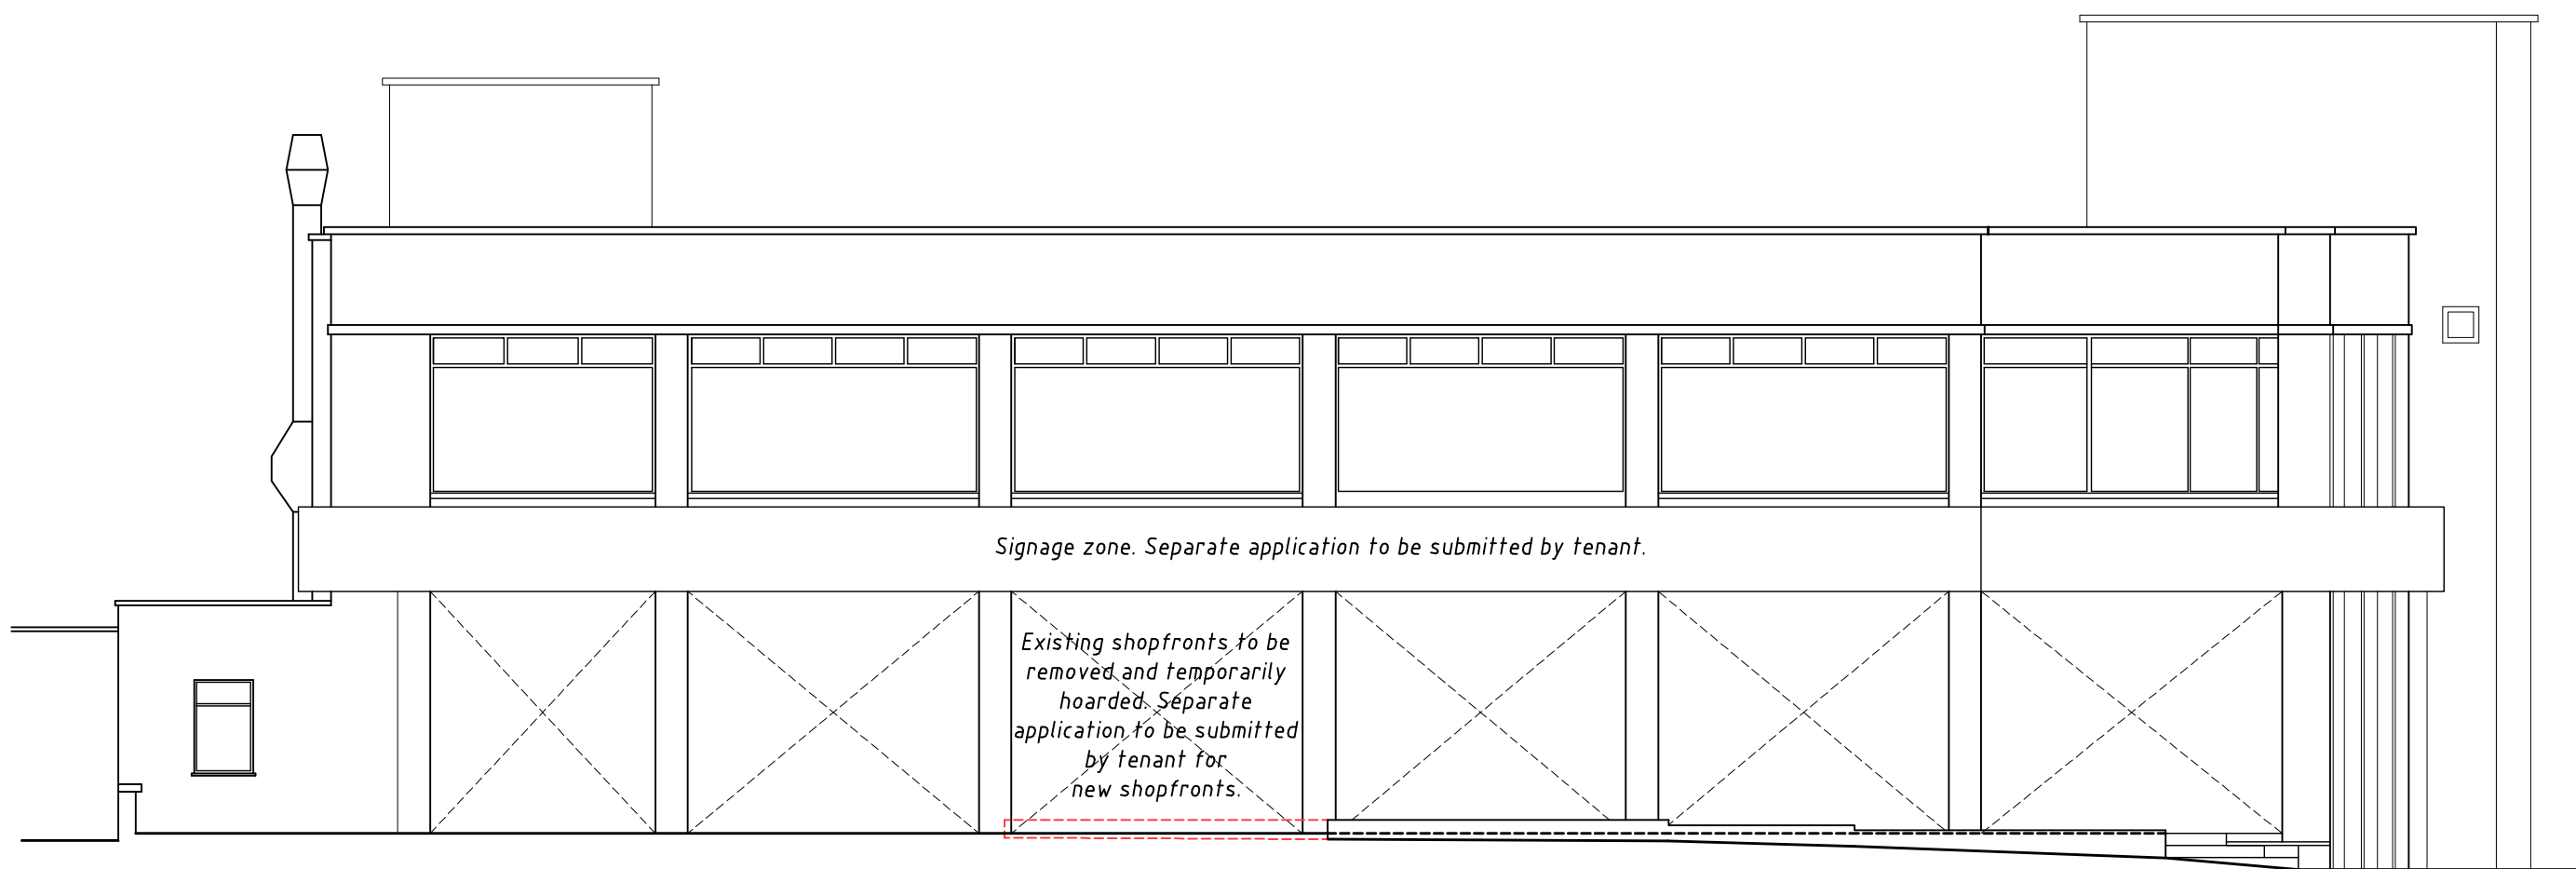 Signage zone. Separate application to be submitted by tenant.
Existing shopfronts to be
removed and temporarily
hoarded. Separate
application to be submitted
by tenant for
new shopfronts.